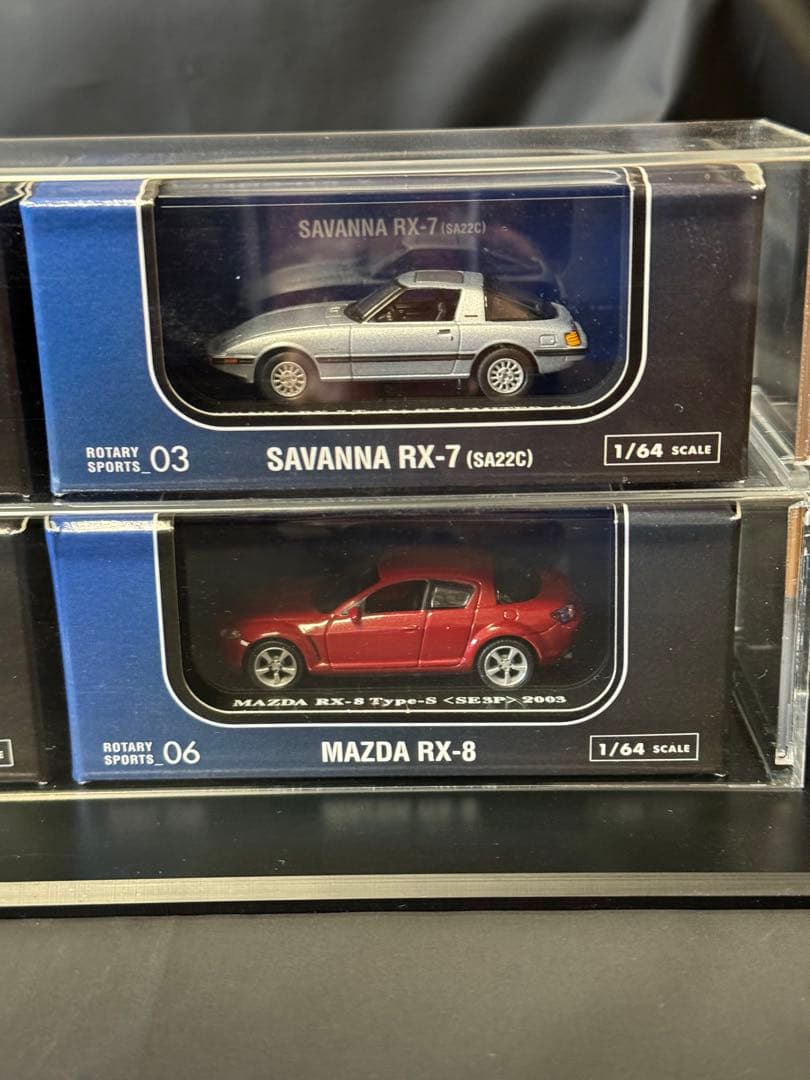 SAVANNA RX-7 (SA22C)
ROTARY
SPORTS_03
SAVANNA RX-7 (SA22C)
1/64 SCALE
MAZDA RX-8 Type-S <SE3P> 2003
ROTARY
SPORTS_06
MAZDA RX-8
1/64 SCALE